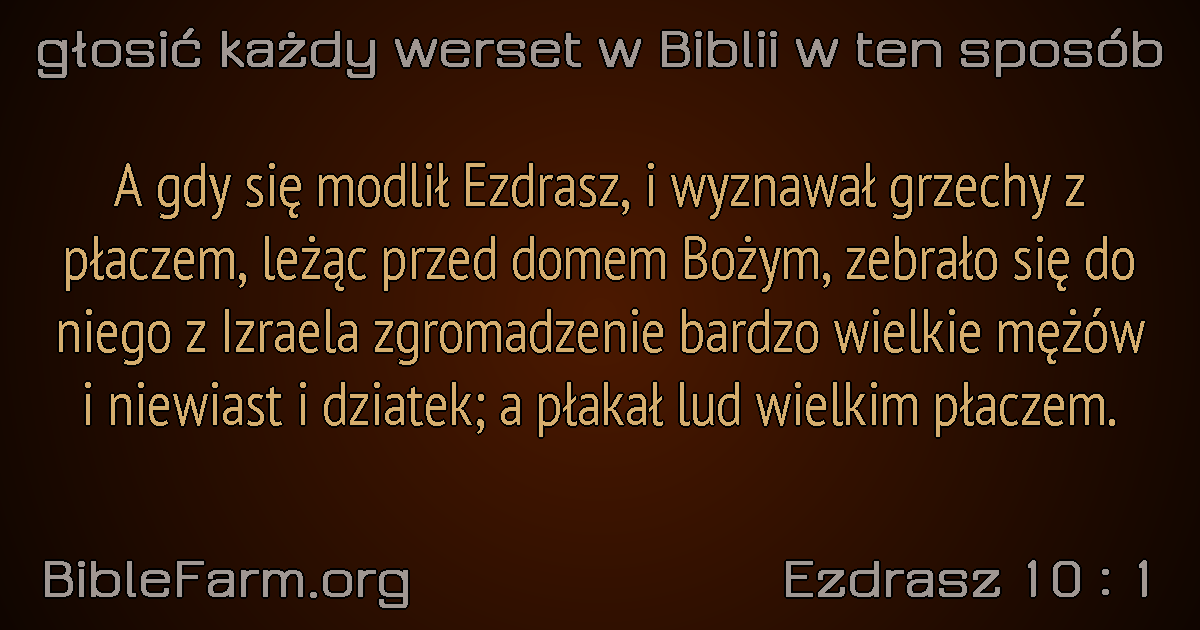 głosić każdy werset w Biblii w ten sposób
A gdy się modlił Ezdrasz, i wyznawał grzechy z
płaczem, leżąc przed domem Bożym, zebrało się do
niego z Izraela zgromadzenie bardzo wielkie mężów
i niewiast i dziatek; a płakał lud wielkim płaczem.
BibleFarm.org
Ezdrasz 10 : 1